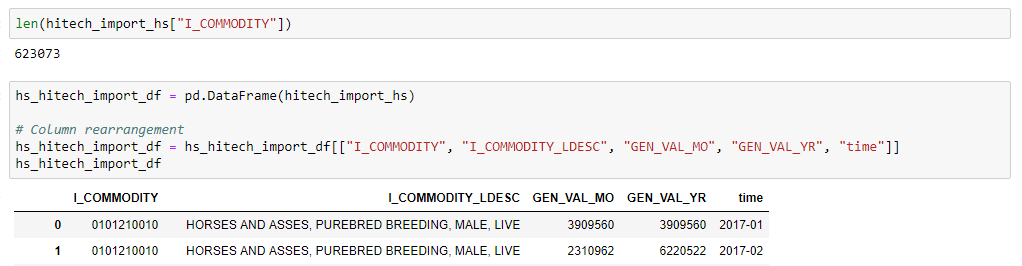 len(hitech_import_hs["I_COMMODITY"])
623073
hs_hitech_import_df = pd.DataFrame(hitech_import_hs)
# Column rearrangement
hs_hitech_import_df = hs_hitech_import_df[["I_COMMODITY", "I_COMMODITY_LDESC", "GEN_VAL_MO", "GEN_VAL_YR", "time"]]
hs_hitech_import_df
I_COMMODITY I_COMMODITY_LDESC GEN_VAL_MO GEN_VAL_YR time
0 0101210010 HORSES AND ASSES, PUREBRED BREEDING, MALE, LIVE 3909560 3909560 2017-01
1 0101210010 HORSES AND ASSES, PUREBRED BREEDING, MALE, LIVE 2310962 6220522 2017-02